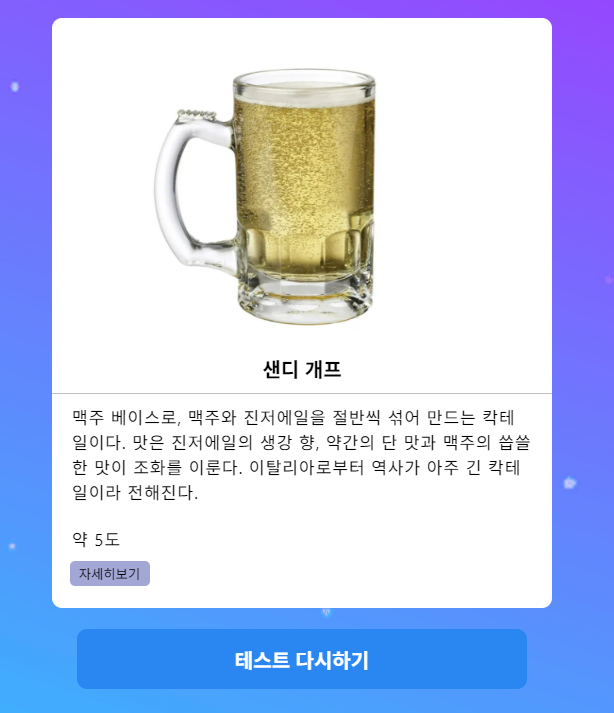 샌디 개프
맥주 베이스로, 맥주와 진저에일을 절반씩 섞어 만드는 칵테
일이다. 맛은 진저에일의 생강 향, 약간의 단 맛과 맥주의 씁쓸
한 맛이 조화를 이룬다. 이탈리아로부터 역사가 아주 긴 칵테
일이라 전해진다.
약 5도
자세히보기
테스트 다시하기